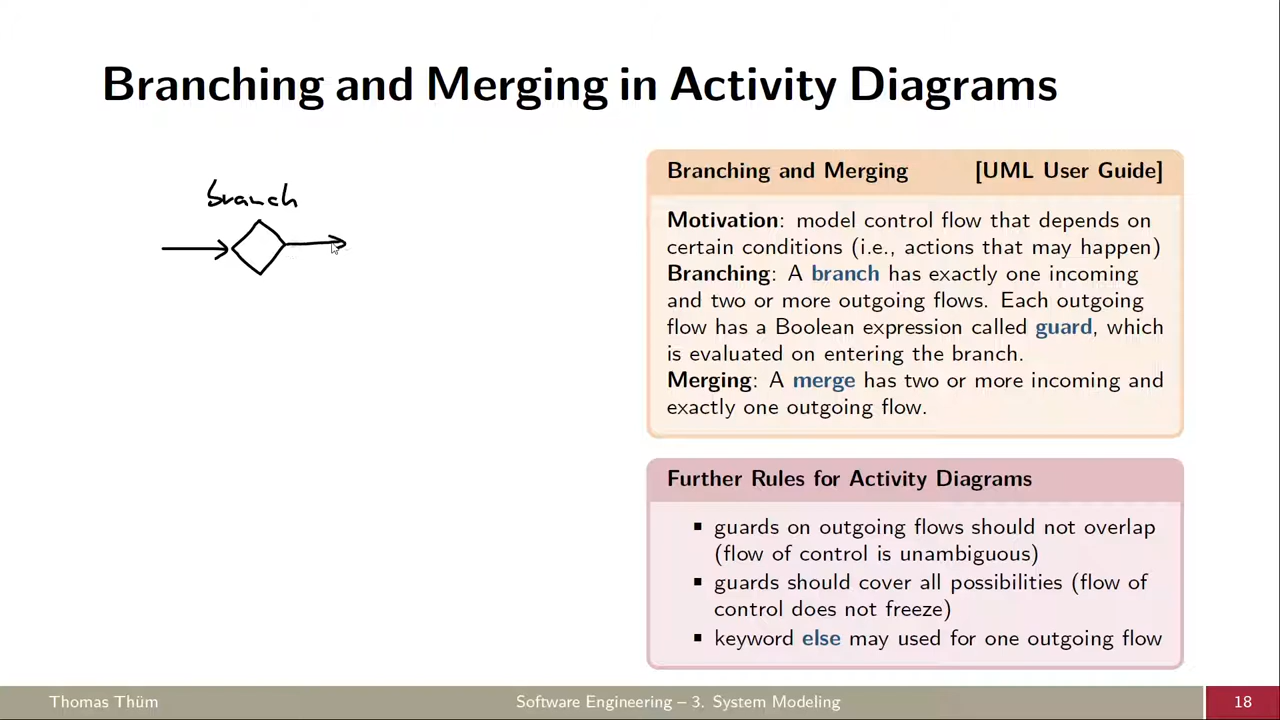 Branching and Merging in Activity Diagrams
branch
Branching and Merging [UML User Guide]
Motivation: model control flow that depends on
certain conditions (i.e., actions that may happen)
Branching: A branch has exactly one incoming
and two or more outgoing flows. Each outgoing
flow has a Boolean expression called guard, which
is evaluated on entering the branch.
Merging: A merge has two or more incoming and
exactly one outgoing flow.
Further Rules for Activity Diagrams
▪ guards on outgoing flows should not overlap
(flow of control is unambiguous)
▪ guards should cover all possibilities (flow of
control does not freeze)
▪ keyword else may used for one outgoing flow
Thomas Thüm Software Engineering – 3. System Modeling 18